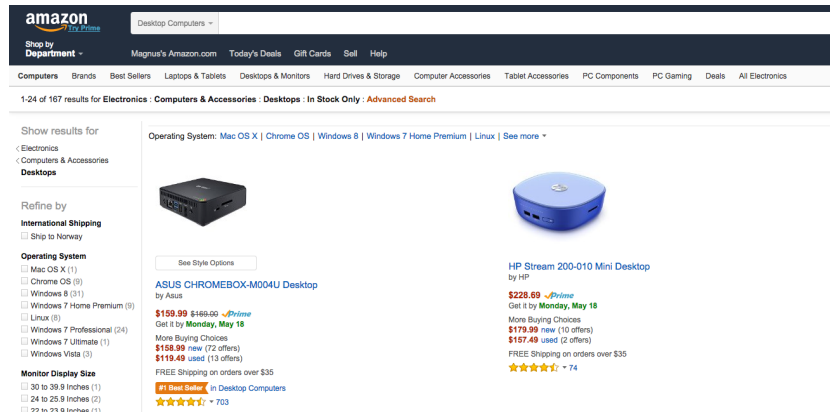 amazon
Try Prime
Desktop Computers
Shop by
Department
Magnus's Amazon.com Today's Deals Gift Cards Sell Help
Computers Brands Best Sellers Laptops & Tablets Desktops & Monitors Hard Drives & Storage Computer Accessories Tablet Accessories PC Components PC Gaming Deals All Electronics
1-24 of 167 results for Electronics : Computers & Accessories : Desktops : In Stock Only : Advanced Search
Show results for
< Electronics
< Computers & Accessories
Desktops
Refine by
International Shipping
Ship to Norway
Operating System
Mac OS X (1)
Chrome OS (9)
Windows 8 (31)
Windows 7 Home Premium (9)
Linux (8)
Windows 7 Professional (24)
Windows 7 Ultimate (1)
Windows Vista (3)
Monitor Display Size
30 to 39.9 Inches (1)
24 to 25.9 Inches (2)
22 to 23.9 Inches (1)
Operating System: Mac OS X | Chrome OS | Windows 8 | Windows 7 Home Premium | Linux | See more
See Style Options
ASUS CHROMEBOX-M004U Desktop
by Asus
$159.99 $169.00 Prime
Get it by Monday, May 18
More Buying Choices
$158.99 new (72 offers)
$119.49 used (13 offers)
FREE Shipping on orders over $35
#1 Best Seller in Desktop Computers
703
HP Stream 200-010 Mini Desktop
by HP
$228.69 Prime
Get it by Monday, May 18
More Buying Choices
$179.99 new (10 offers)
$157.49 used (2 offers)
FREE Shipping on orders over $35
74